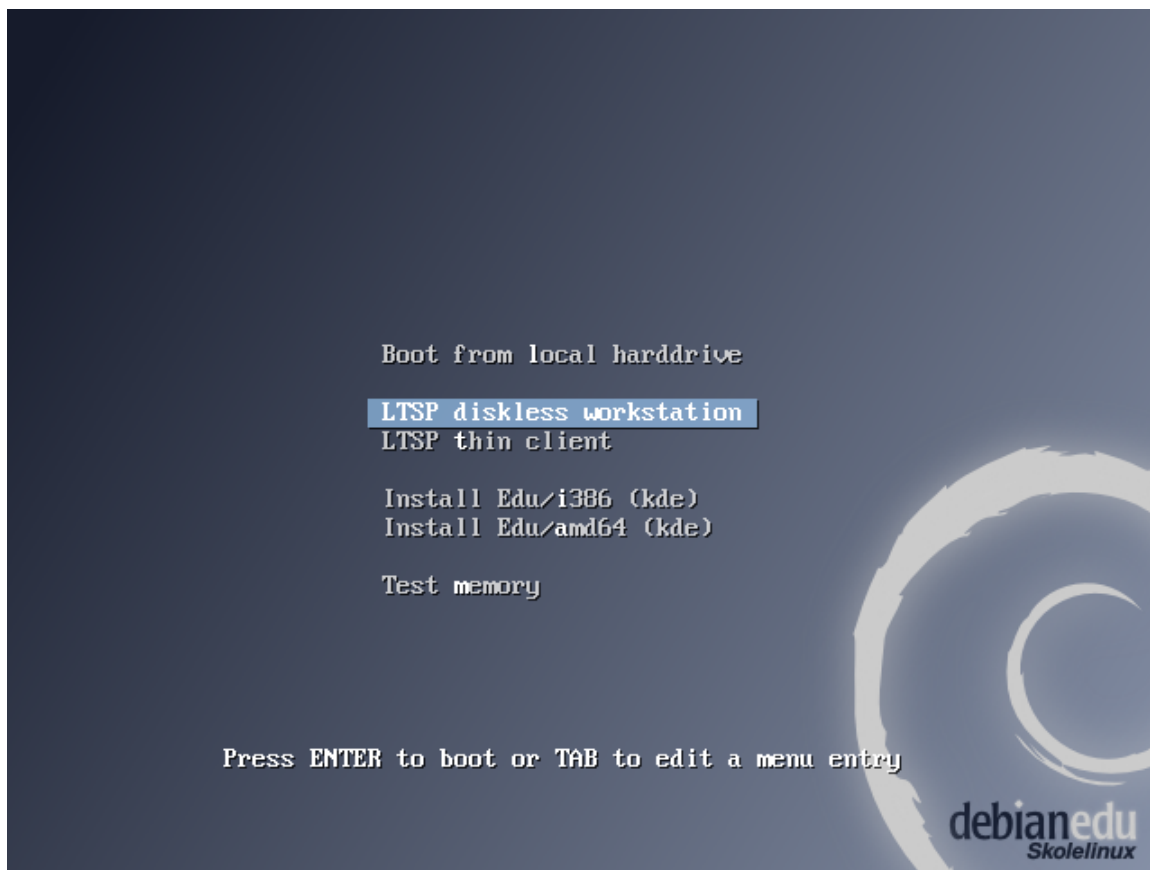 Boot from local harddrive
LTSP diskless workstation
LTSP thin client
Install Edu/i386 (kde)
Install Edu/amd64 (kde)
Test memory
Press ENTER to boot or TAB to edit a menu entry
debianedu
Skolelinux